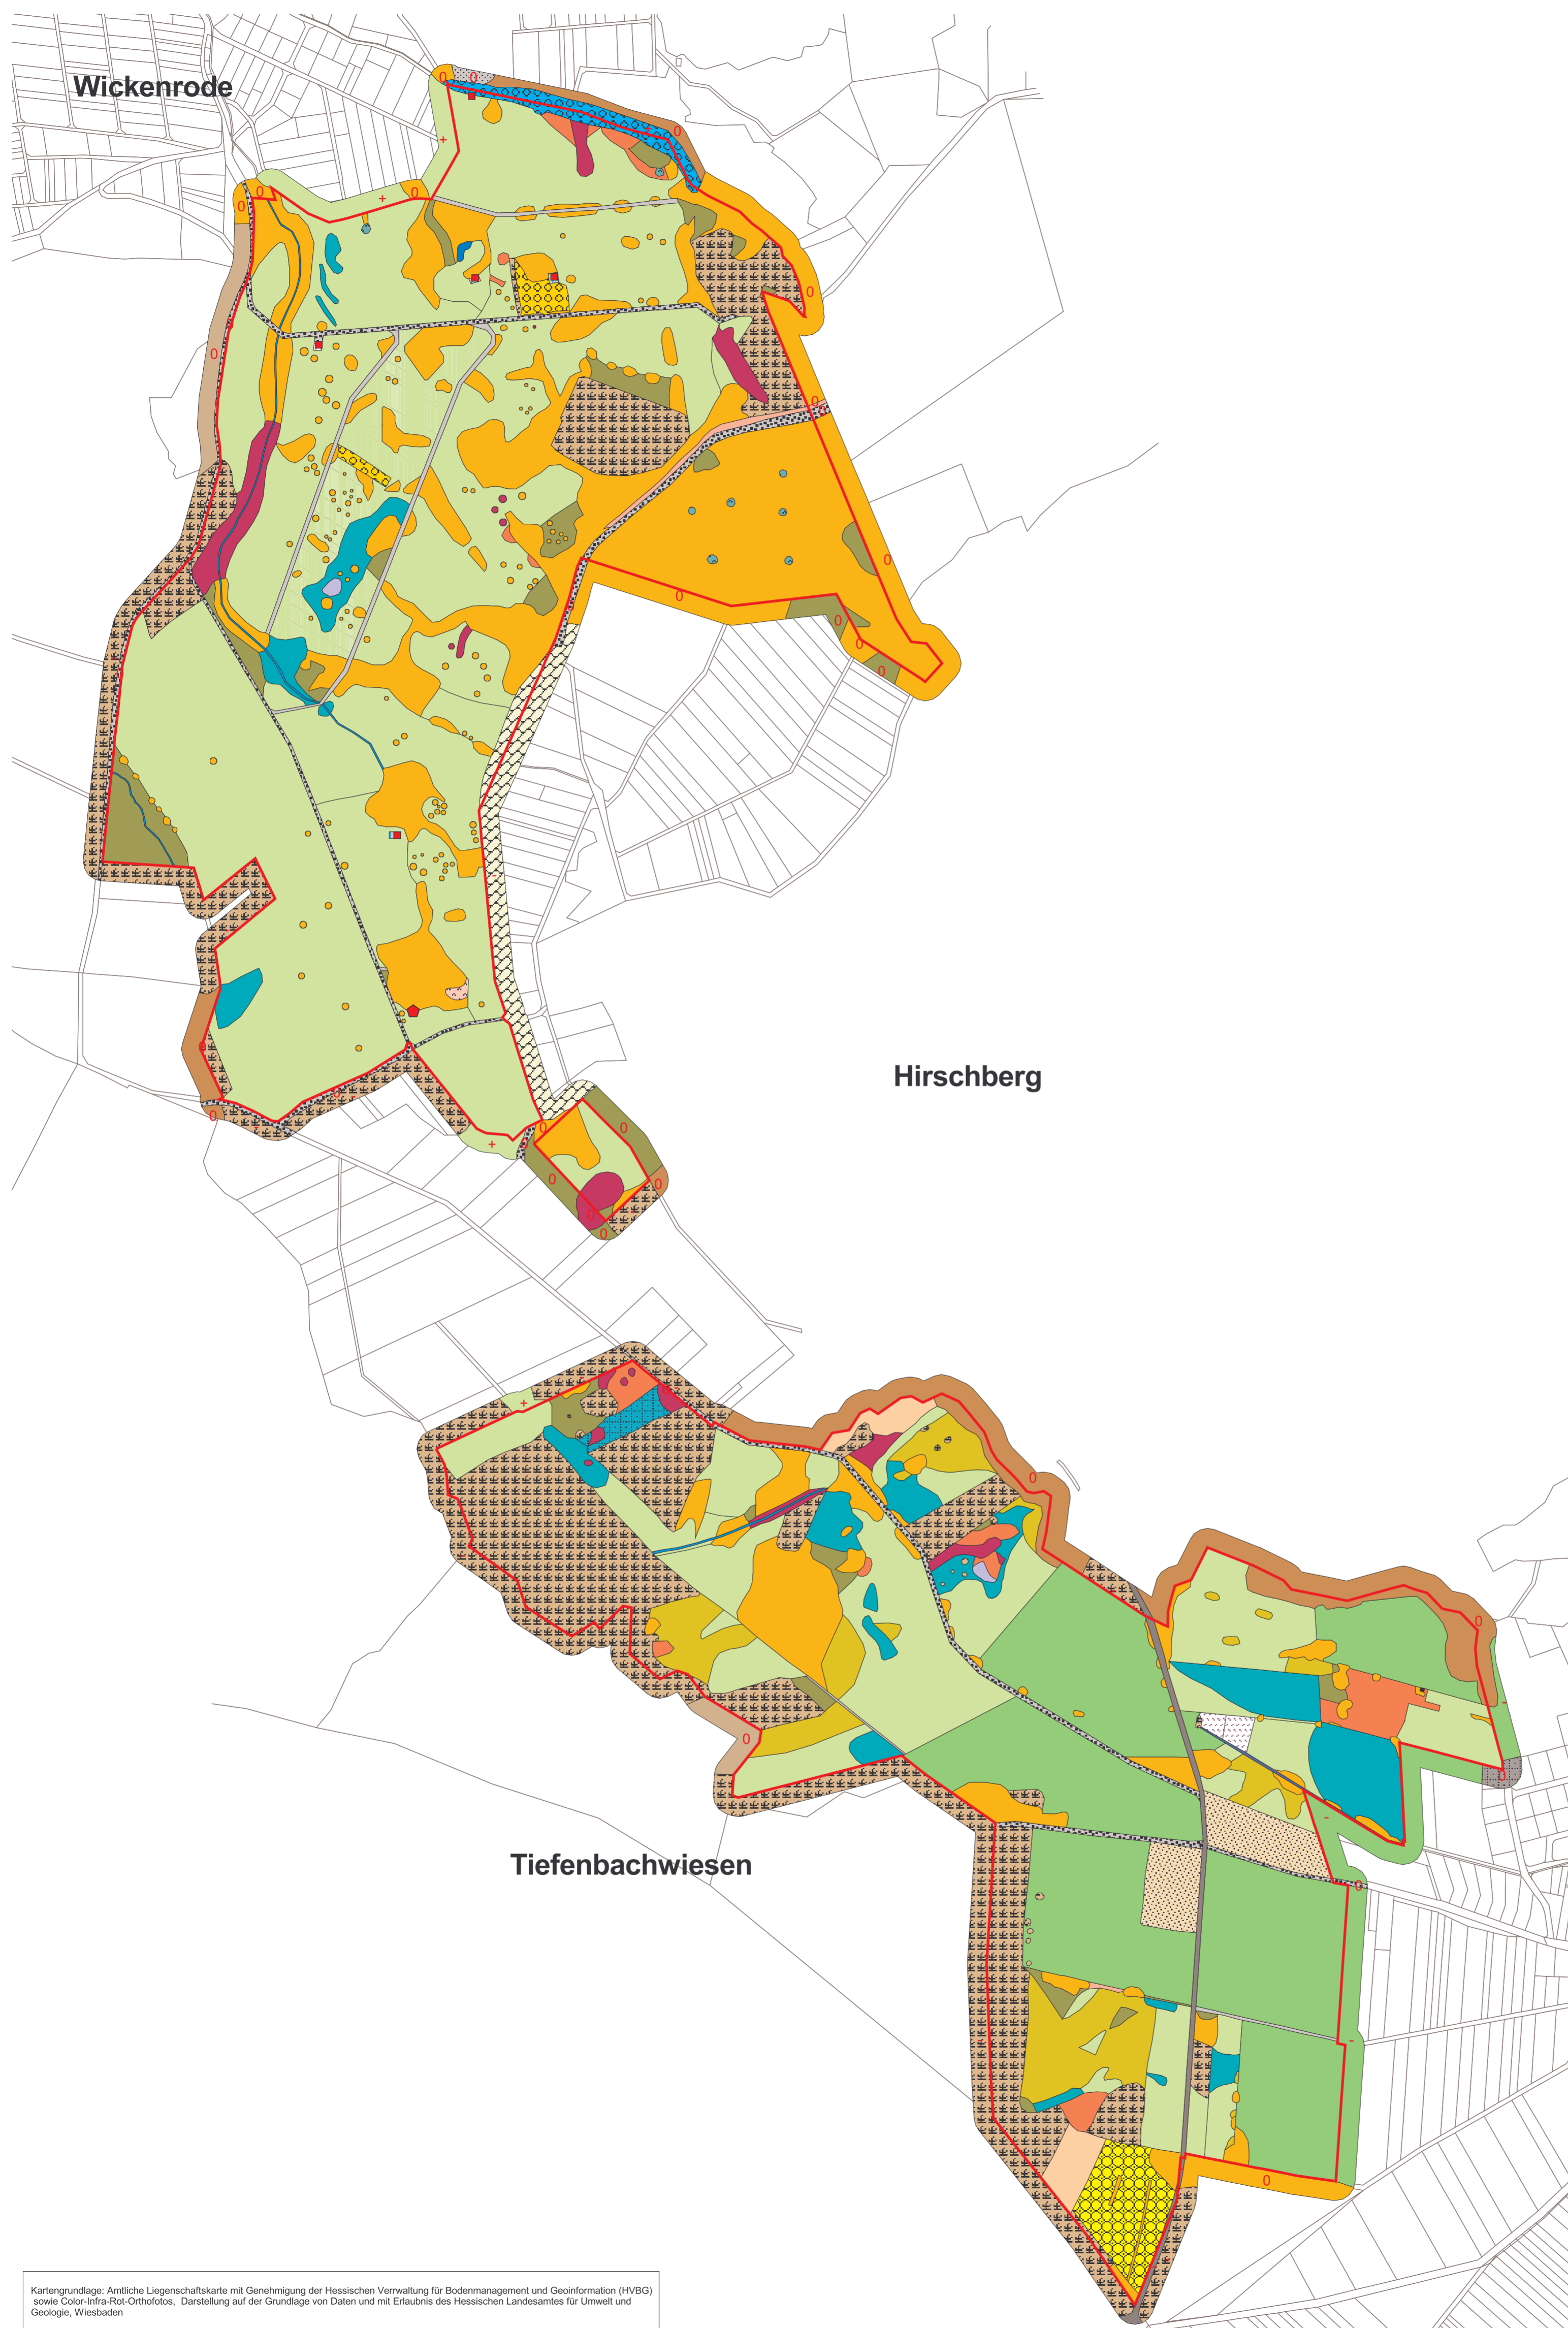 Wickenrode
Hirschberg
Tiefenbachwiesen
Kartengrundlage: Amtliche Liegenschaftskarte mit Genehmigung der Hessischen Verrwaltung für Bodenmanagement und Geoinformation (HVBG)
sowie Color-Infra-Rot-Orthofotos, Darstellung auf der Grundlage von Daten und mit Erlaubnis des Hessischen Landesamtes für Umwelt und
Geologie, Wiesbaden